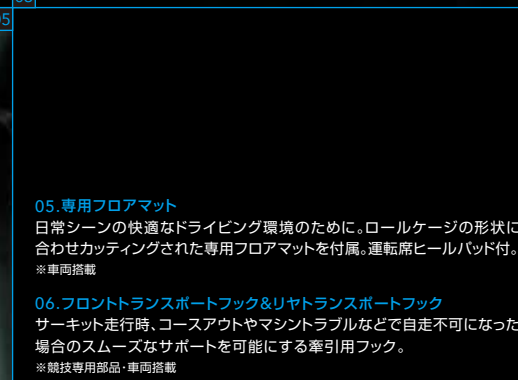 05
05.専用フロアマット
日常シーンの快適なドライビング環境のために。ロールケージの形状に
合わせカッティングされた専用フロアマットを付属。運転席ヒールパッド付。
※車両搭載
06.フロントトランスポートフック&リヤトランスポートフック
サーキット走行時、コースアウトやマシントラブルなどで自走不可になった
場合のスムーズなサポートを可能にする牽引用フック。
※競技専用部品・車両搭載